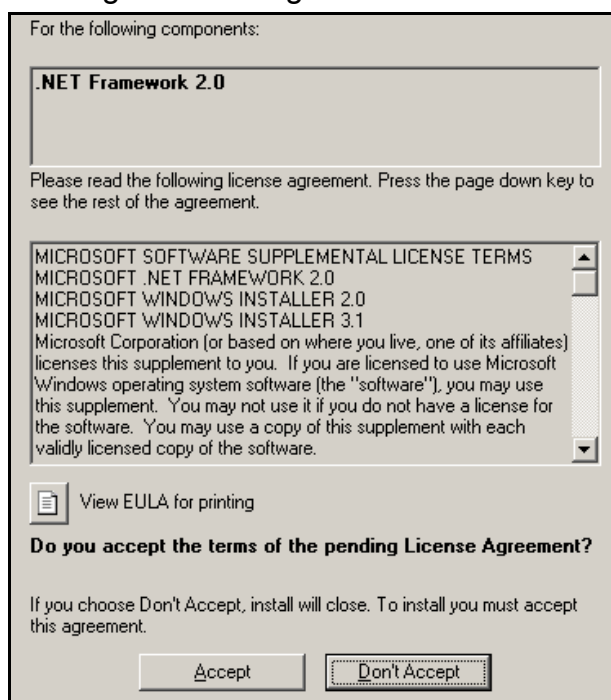 For the following components:
.NET Framework 2.0
Please read the following license agreement. Press the page down key to
see the rest of the agreement.
MICROSOFT SOFTWARE SUPPLEMENTAL LICENSE TERMS
MICROSOFT .NET FRAMEWORK 2.0
MICROSOFT WINDOWS INSTALLER 2.0
MICROSOFT WINDOWS INSTALLER 3.1
Microsoft Corporation (or based on where you live, one of its affiliates)
licenses this supplement to you.  If you are licensed to use Microsoft
Windows operating system software (the "software"), you may use
this supplement.  You may not use it if you do not have a license for
the software.  You may use a copy of this supplement with each
validly licensed copy of the software.
View EULA for printing
Do you accept the terms of the pending License Agreement?
If you choose Don't Accept, install will close. To install you must accept
this agreement.
Accept
Don't Accept